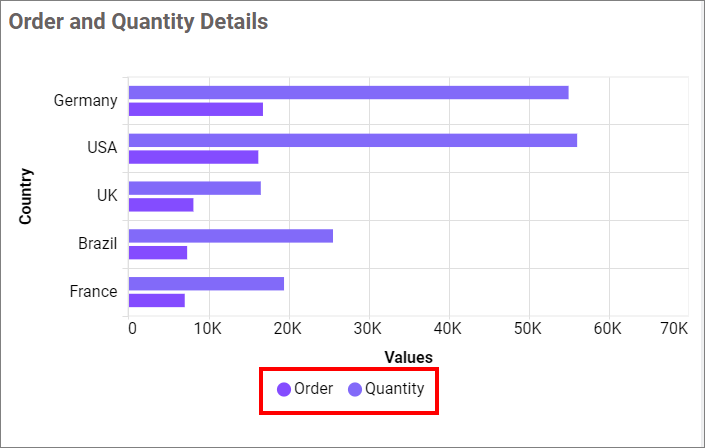 Order and Quantity Details
Country
Germany
USA
UK
Brazil
France
0 10K 20K 30K 40K 50K 60K 70K
Values
Order Quantity